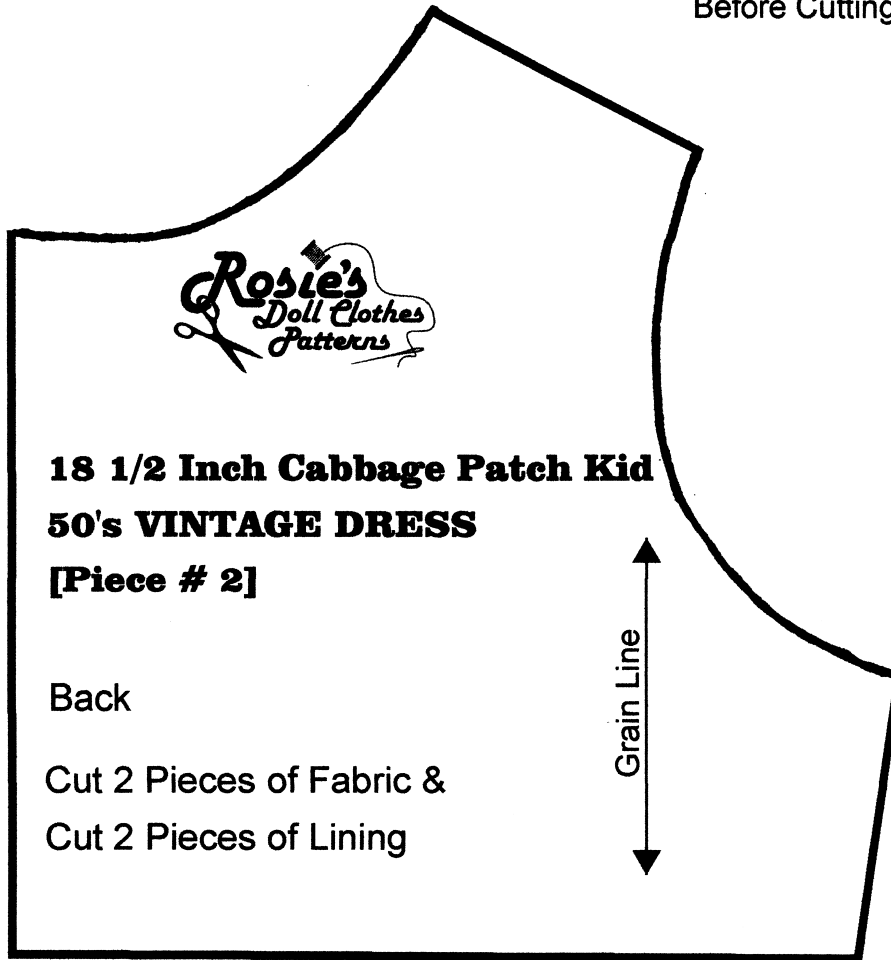 Before Cutting
Rosie's
Doll Clothes
Patterns
18 1/2 Inch Cabbage Patch Kid
50's VINTAGE DRESS
[Piece # 2]
Grain Line
Back
Cut 2 Pieces of Fabric &
Cut 2 Pieces of Lining